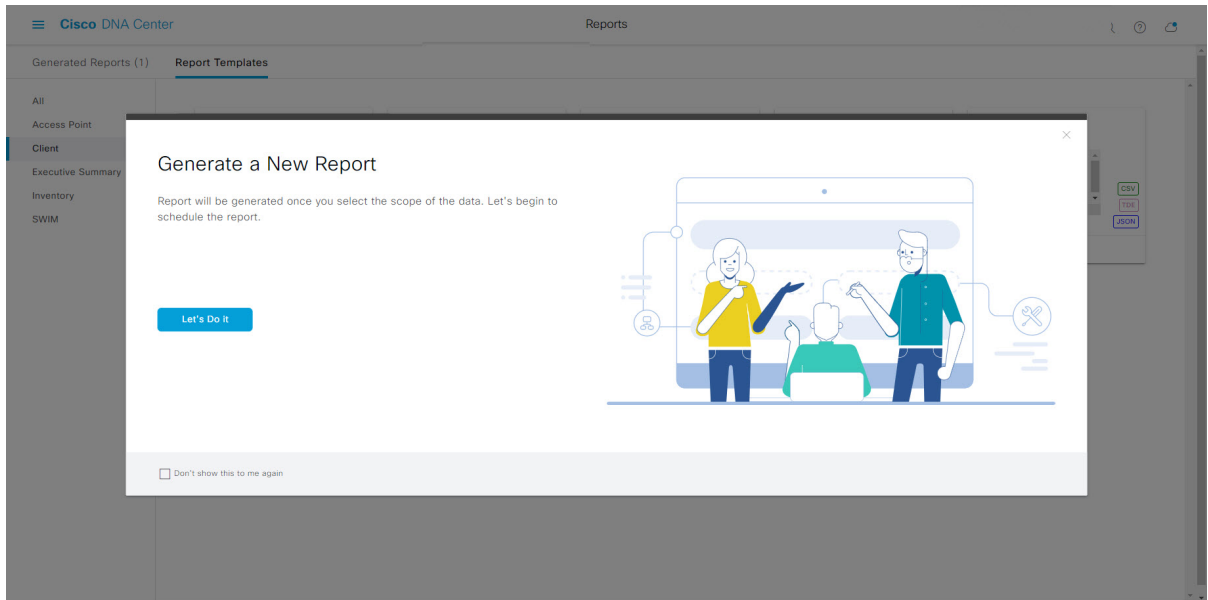 Cisco DNA Center
Reports
Generated Reports (1)
Report Templates
All
Access Point
Client
Executive Summary
Inventory
SWIM
Generate a New Report
Report will be generated once you select the scope of the data. Let's begin to
schedule the report.
Let's Do it
Don't show this to me again
CSV
TDE
JSON